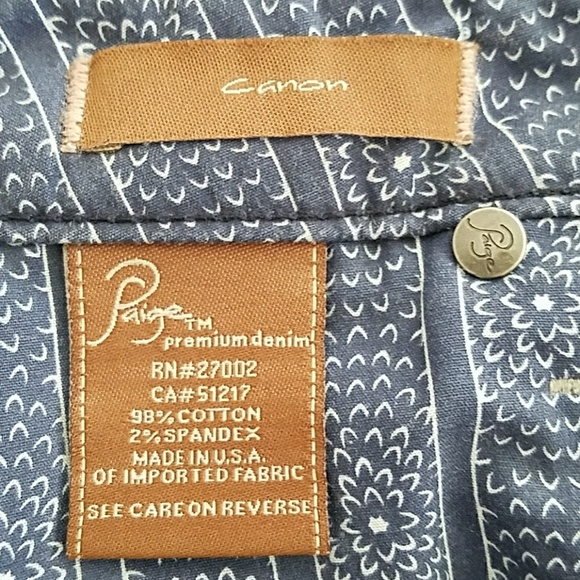 Canon
Paige
Paige TM
premium denim
RN#27002
CA#51217
98% COTTON
2% SPANDEX
MADE IN U.S.A.
OF IMPORTED FABRIC
SEE CARE ON REVERSE